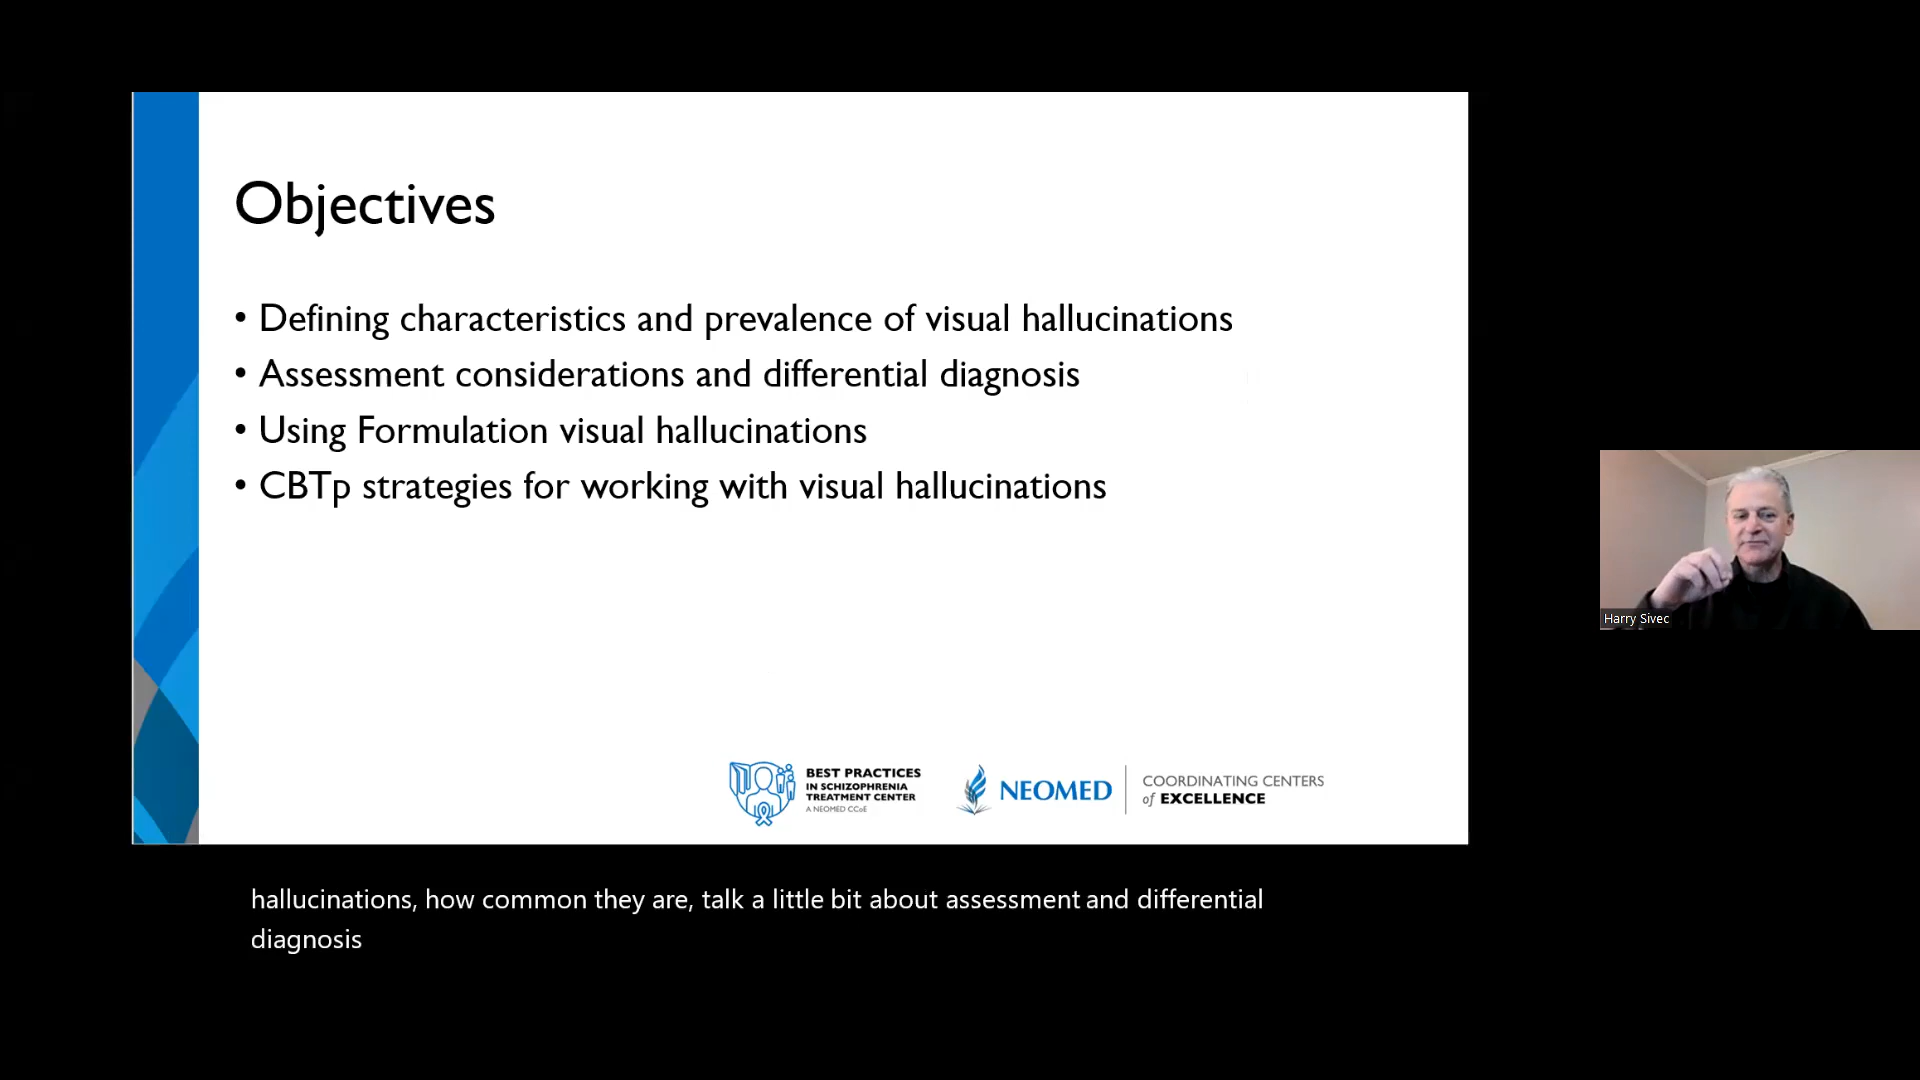 Objectives
• Defining characteristics and prevalence of visual hallucinations
• Assessment considerations and differential diagnosis
• Using Formulation visual hallucinations
• CBTp strategies for working with visual hallucinations
Harry Sivec
BEST PRACTICES
IN SCHIZOPHRENIA
TREATMENT CENTER
A NEOMED CCoE
NEOMED
COORDINATING CENTERS
of EXCELLENCE
hallucinations, how common they are, talk a little bit about assessment and differential
diagnosis